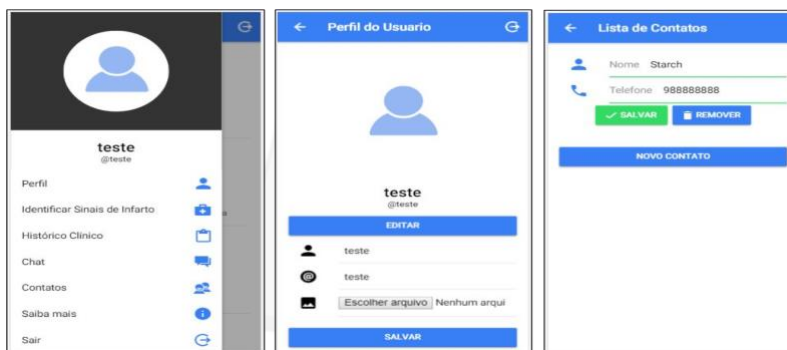 teste
@teste
Perfil
Identificar Sinais de Infarto
Histórico Clínico
Chat
Contatos
Saiba mais
Sair
Perfil do Usuario
teste
@teste
EDITAR
teste
teste
Escolher arquivo Nenhum arqui
SALVAR
Lista de Contatos
Nome Starch
Telefone 988888888
SALVAR REMOVER
NOVO CONTATO